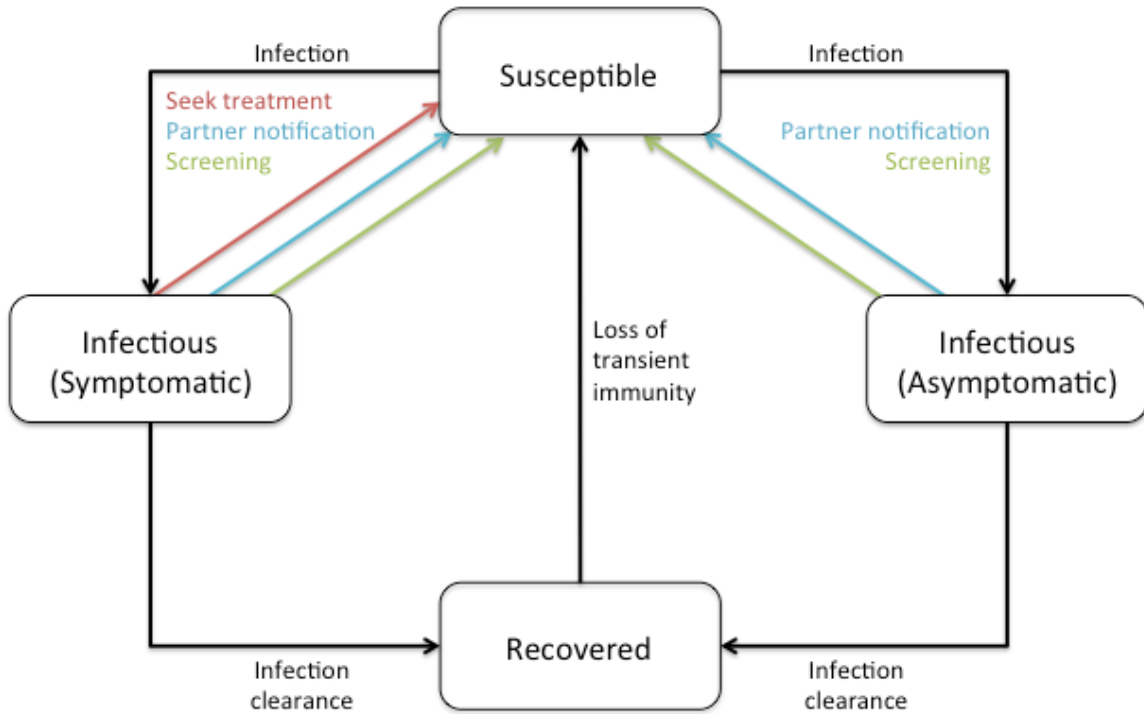 Infection
Susceptible
Infection
Seek treatment
Partner notification
Screening
Partner notification
Screening
Infectious
(Symptomatic)
Loss of
transient
immunity
Infectious
(Asymptomatic)
Recovered
Infection
clearance
Infection
clearance